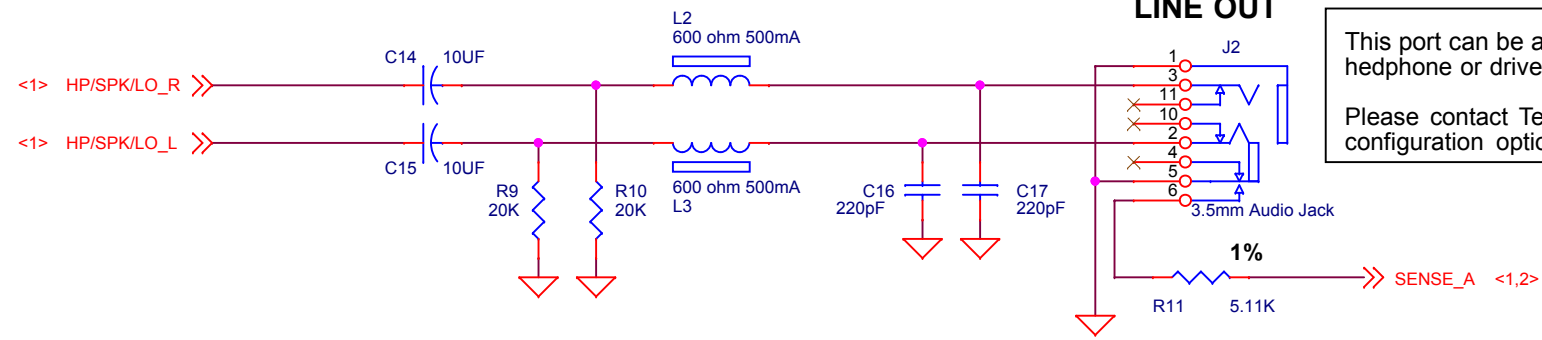 LINE OUT
L2
600 ohm 500mA
C14 10UF
J2
This port can be a
hedphone or drive
Please contact Te
configuration optic
<1> HP/SPK/LO_R
<1> HP/SPK/LO_L
C15 10UF
1
3
11
10
2
4
5
6
R9
20K
R10
20K
600 ohm 500mA
L3
C16
220pF
C17
220pF
3.5mm Audio Jack
1%
R11 5.11K
SENSE_A <1,2>